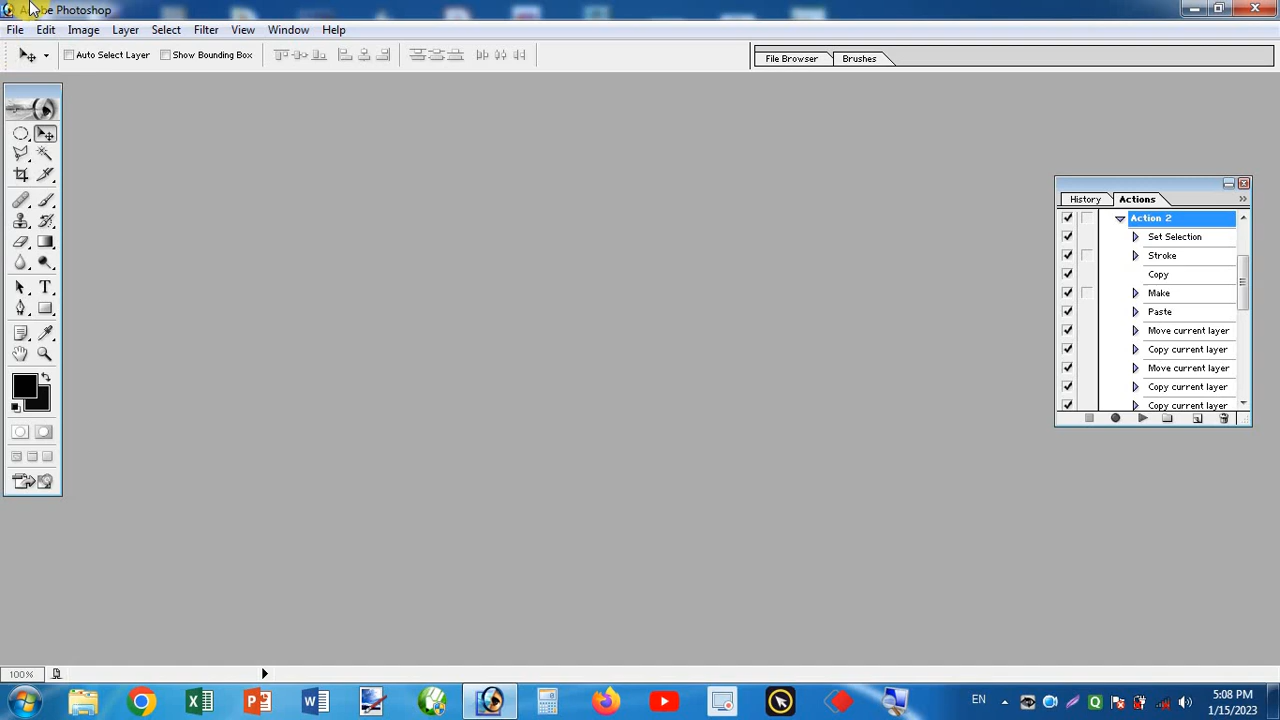 Adobe Photoshop
File Edit Image Layer Select Filter View Window Help
Auto Select Layer Show Bounding Box File Browser Brushes
History Actions
Action 2
Set Selection
Stroke
Copy
Make
Paste
Move current layer
Copy current layer
Move current layer
Copy current layer
Copy current layer
100%
EN 5:08 PM
1/15/2023